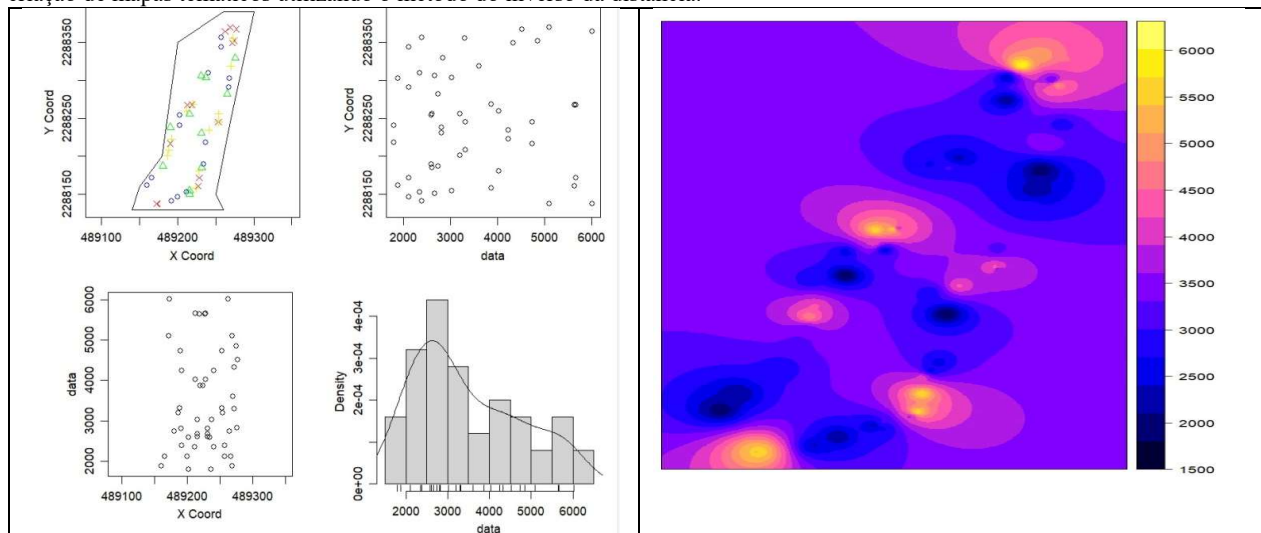 criação de mapas temáticos utilizando o método do inverso da distância.
Y Coord
2288150 2288250 2288350
489100 489200 489300
X Coord
Y Coord
2288150 2288250 2288350
2000 3000 4000 5000 6000
data
data
2000 3000 4000 5000 6000
489100 489200 489300
X Coord
Density
0e+00 2e-04 4e-04
2000 3000 4000 5000 6000
data
6000
5500
5000
4500
4000
3500
3000
2500
2000
1500